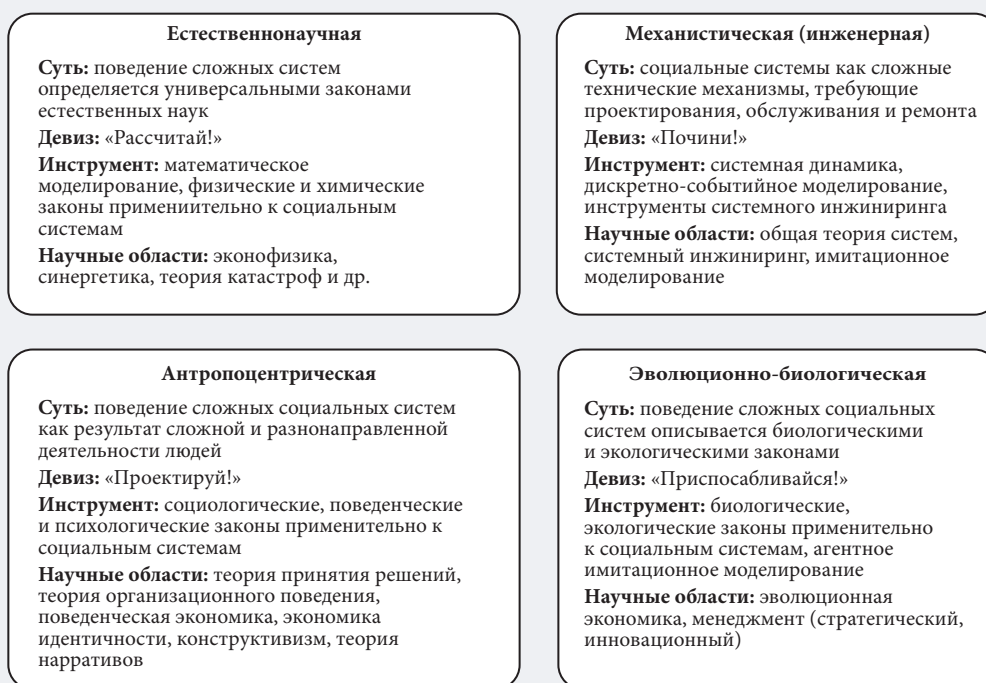 Естественнонаучная
Суть: поведение сложных систем
определяется универсальными законами
естественных наук
Девиз: «Рассчитай!»
Инструмент: математическое
моделирование, физические и химические
законы примениительно к социальным
системам
Научные области: эконофизика,
синергетика, теория катастроф и др.
Механистическая (инженерная)
Суть: социальные системы как сложные
технические механизмы, требующие
проектирования, обслуживания и ремонта
Девиз: «Почини!»
Инструмент: системная динамика,
дискретно-событийное моделирование,
инструменты системного инжиниринга
Научные области: общая теория систем,
системный инжиниринг, имитационное
моделирование
Антропоцентрическая
Суть: поведение сложных социальных систем
как результат сложной и разнонаправленной
деятельности людей
Девиз: «Проектируй!»
Инструмент: социологические, поведенческие
и психологические законы применительно к
социальным системам
Научные области: теория принятия решений,
теория организационного поведения,
поведенческая экономика, экономика
идентичности, конструктивизм, теория
нарративов
Эволюционно-биологическая
Суть: поведение сложных социальных
систем описывается биологическими
и экологическими законами
Девиз: «Приспосабливайся!»
Инструмент: биологические,
экологические законы применительно
к социальным системам, агентное
имитационное моделирование
Научные области: эволюционная
экономика, менеджмент (стратегический,
инновационный)